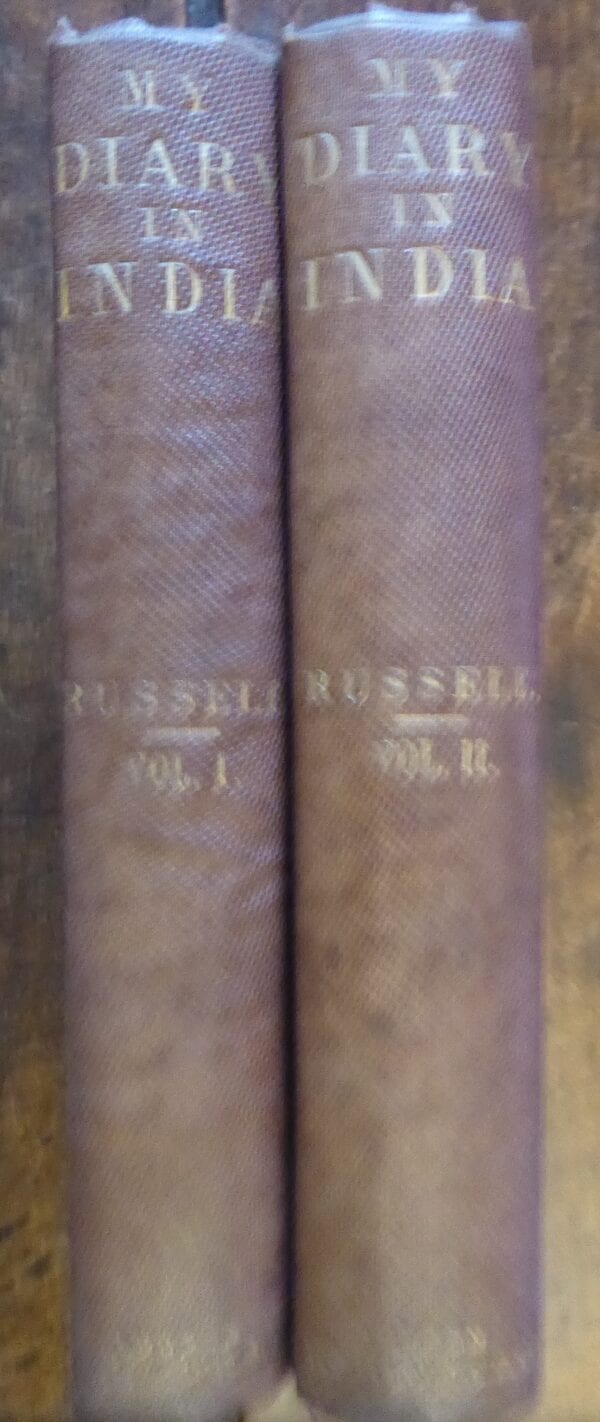 MY
DIARY
IN
INDIA
RUSSELL
VOL. I.
MY
DIARY
IN
INDIA
RUSSELL.
VOL. II.